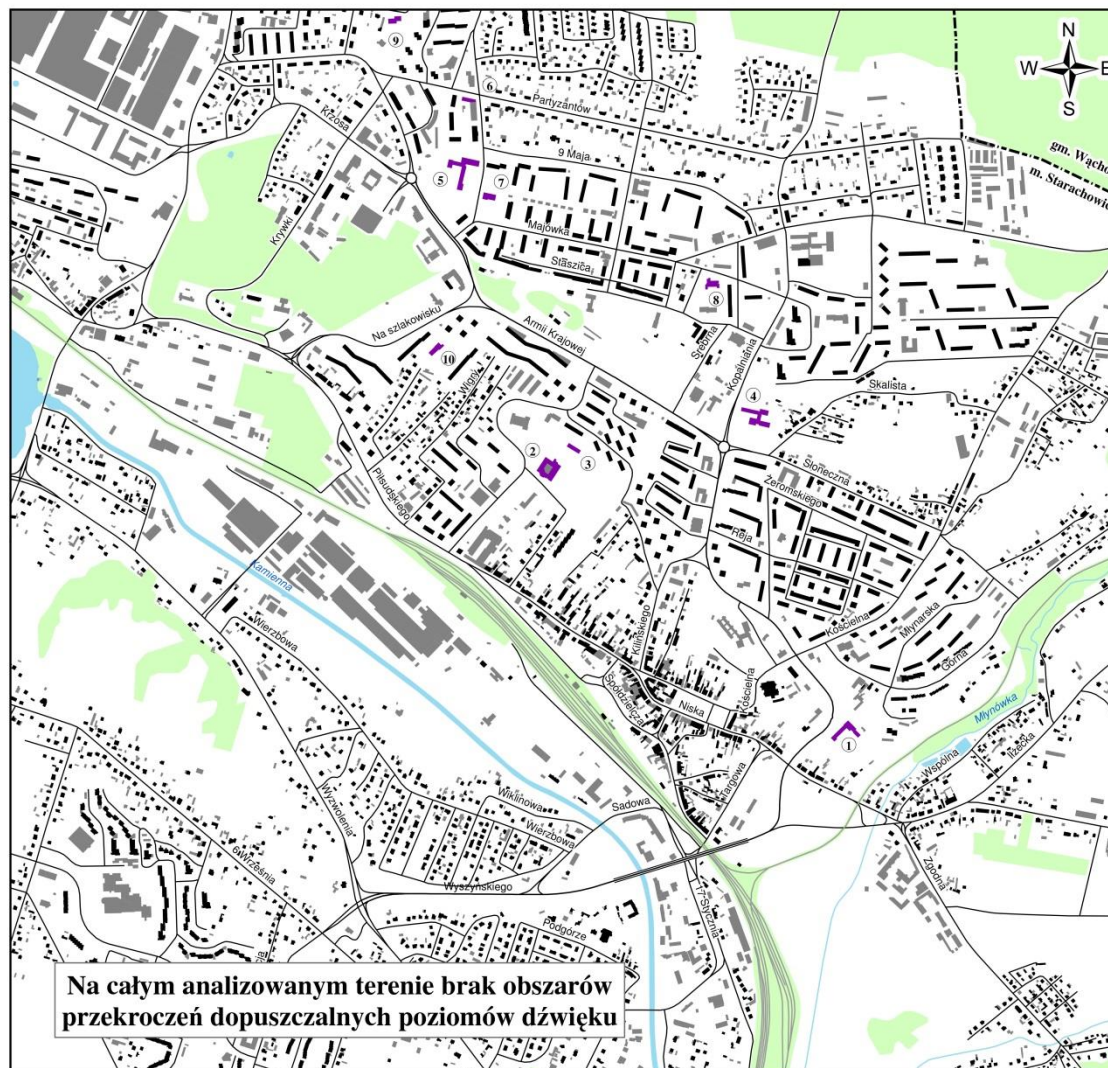 9
N
W
E
S
6
Partyzantów
Krzosa
9 Maja
gm. Wącho
m. Starachowic
5
7
Krywki
Majówka
Staszica
8
Na szlakowisku
Armii Krajowej
Srebrna
Kopalniania
10
Wigny
4
Skalista
2
3
Piłsudskiego
Słoneczna
Żeromskiego
Reja
Kamienna
Kościelna
Młynarska
Górna
Wierzbowa
Kilińskiego
Spółdzielcza
Niska
Kościelna
Młynówka
1
Wspólna
Iłżecka
Targowa
Wyzwolenia
Wiklinowa
Sadowa
Wierzbowa
6 Września
Zgodna
Wyszyńskiego
17 Stycznia
Podgórze
Na całym analizowanym terenie brak obszarów
przekroczeń dopuszczalnych poziomów dźwięku